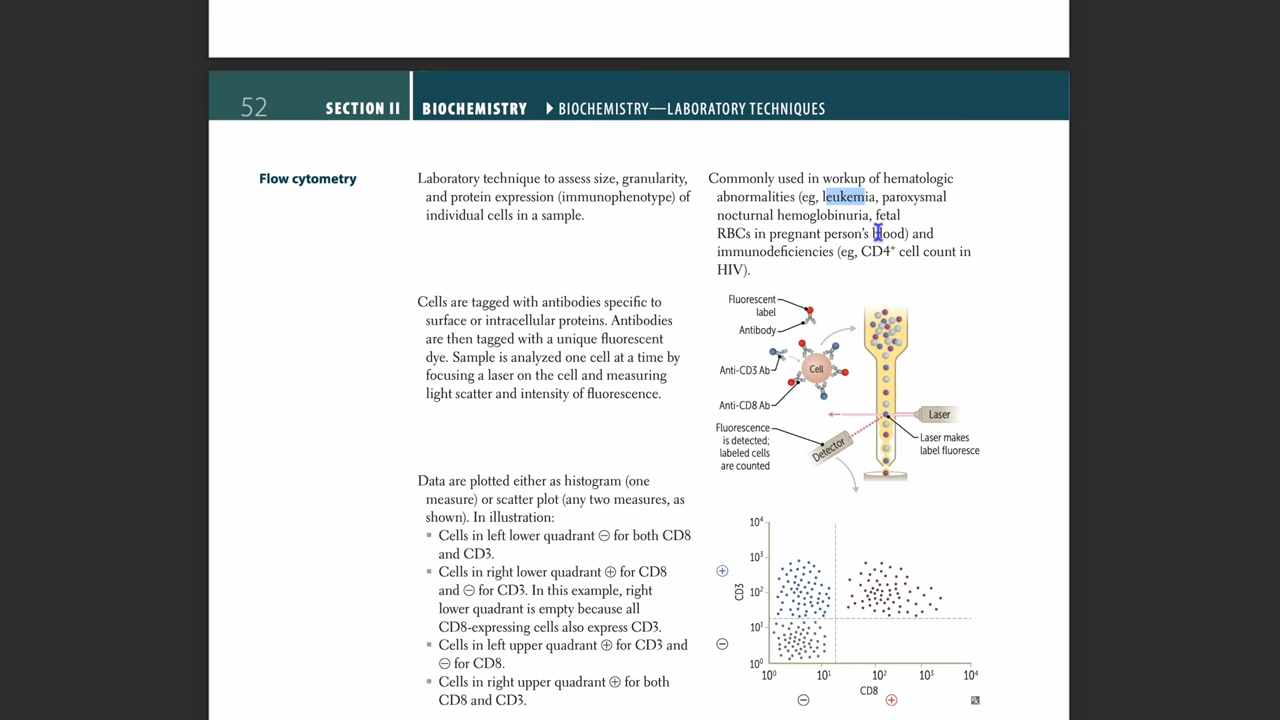 52 SECTION II BIOCHEMISTRY ▶ BIOCHEMISTRY—LABORATORY TECHNIQUES
Flow cytometry
Laboratory technique to assess size, granularity,
and protein expression (immunophenotype) of
individual cells in a sample.
Commonly used in workup of hematologic
abnormalities (eg, leukemia, paroxysmal
nocturnal hemoglobinuria, fetal
RBCs in pregnant person’s blood) and
immunodeficiencies (eg, CD4⁺ cell count in
HIV).
Cells are tagged with antibodies specific to
surface or intracellular proteins. Antibodies
are then tagged with a unique fluorescent
dye. Sample is analyzed one cell at a time by
focusing a laser on the cell and measuring
light scatter and intensity of fluorescence.
Fluorescent
label
Antibody
Anti-CD3 Ab
Cell
Anti-CD8 Ab
Fluorescence
is detected;
labeled cells
are counted
Detector
Laser
Laser makes
label fluoresce
Data are plotted either as histogram (one
measure) or scatter plot (any two measures, as
shown). In illustration:
▪ Cells in left lower quadrant ⊖ for both CD8
and CD3.
▪ Cells in right lower quadrant ⊕ for CD8
and ⊖ for CD3. In this example, right
lower quadrant is empty because all
CD8-expressing cells also express CD3.
▪ Cells in left upper quadrant ⊕ for CD3 and
⊖ for CD8.
▪ Cells in right upper quadrant ⊕ for both
CD8 and CD3.
10⁴
10³
⊕
CD3
10²
10¹
⊖
10⁰
10⁰ 10¹ 10² 10³ 10⁴
CD8
⊖ ⊕ ℞